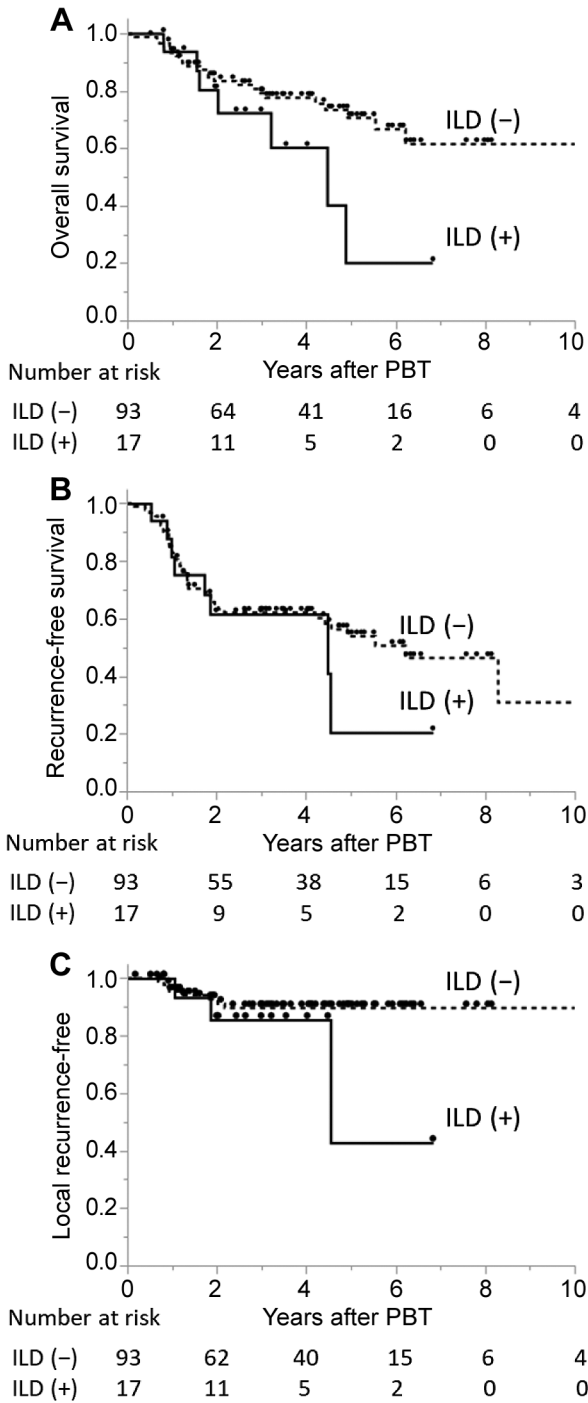 A
1.0
0.8
0.6
0.4
0.2
0.0
Overall survival
ILD (−)
ILD (+)
0 2 4 6 8 10
Number at risk Years after PBT
ILD (−) 93 64 41 16 6 4
ILD (+) 17 11 5 2 0 0
B
1.0
0.8
0.6
0.4
0.2
0.0
Recurrence-free survival
ILD (−)
ILD (+)
0 2 4 6 8 10
Number at risk Years after PBT
ILD (−) 93 55 38 15 6 3
ILD (+) 17 9 5 2 0 0
C
1.0
0.8
0.6
0.4
0.2
0.0
Local recurrence-free
ILD (−)
ILD (+)
0 2 4 6 8 10
Number at risk Years after PBT
ILD (−) 93 62 40 15 6 4
ILD (+) 17 11 5 2 0 0